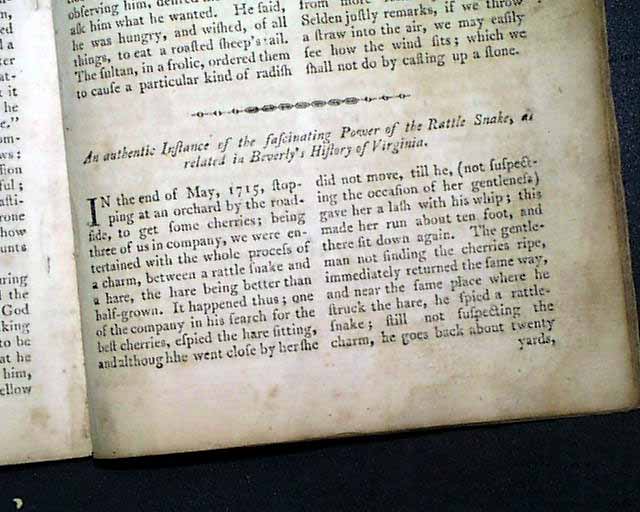 obſerving him, deſired
aſk him what he wanted. He ſaid,
he was hungry, and wiſhed, of all
things, to eat a roaſted ſheep's tail.
The ſultan, in a frolic, ordered them
to cauſe a particular kind of radiſh
from more
Selden joſtly remarks, if we throw
a ſtraw into the air, we may eaſily
ſee how the wind ſits; which we
ſhall not do by caſting up a ſtone.
An authentic Inſtance of the faſcinating Power of the Rattle Snake, as
related in Beverly's Hiſtory of Virginia.
IN the end of May, 1715, ſtop-
ping at an orchard by the road-
ſide, to get ſome cherries; being
three of us in company, we were en-
tertained with the whole proceſs of
a charm, between a rattle ſnake and
a hare, the hare being better than
half-grown. It happened thus; one
of the company in his ſearch for the
beſt cherries, eſpied the hare ſitting,
and althoughhe went cloſe by herſhe
did not move, till he, (not ſuſpect-
ing the occaſion of her gentleneſs)
gave her a laſh with his whip; this
made her run about ten foot, and
there ſit down again. The gentle-
man not finding the cherries ripe,
immediately returned the ſame way,
and near the ſame place where he
ſtruck the hare, he ſpied a rattle-
ſnake; ſtill not ſuſpecting the
charm, he goes back about twenty
yards,